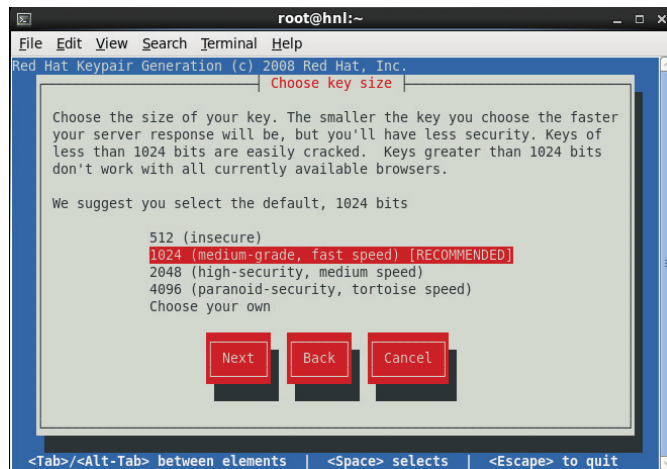 root@hnl:~
File Edit View Search Terminal Help
Red Hat Keypair Generation (c) 2008 Red Hat, Inc.
Choose key size
Choose the size of your key. The smaller the key you choose the faster
your server response will be, but you'll have less security. Keys of
less than 1024 bits are easily cracked. Keys greater than 1024 bits
don't work with all currently available browsers.
We suggest you select the default, 1024 bits
512 (insecure)
1024 (medium-grade, fast speed) [RECOMMENDED]
2048 (high-security, medium speed)
4096 (paranoid-security, tortoise speed)
Choose your own
Next Back Cancel
<Tab>/<Alt-Tab> between elements | <Space> selects | <Escape> to quit